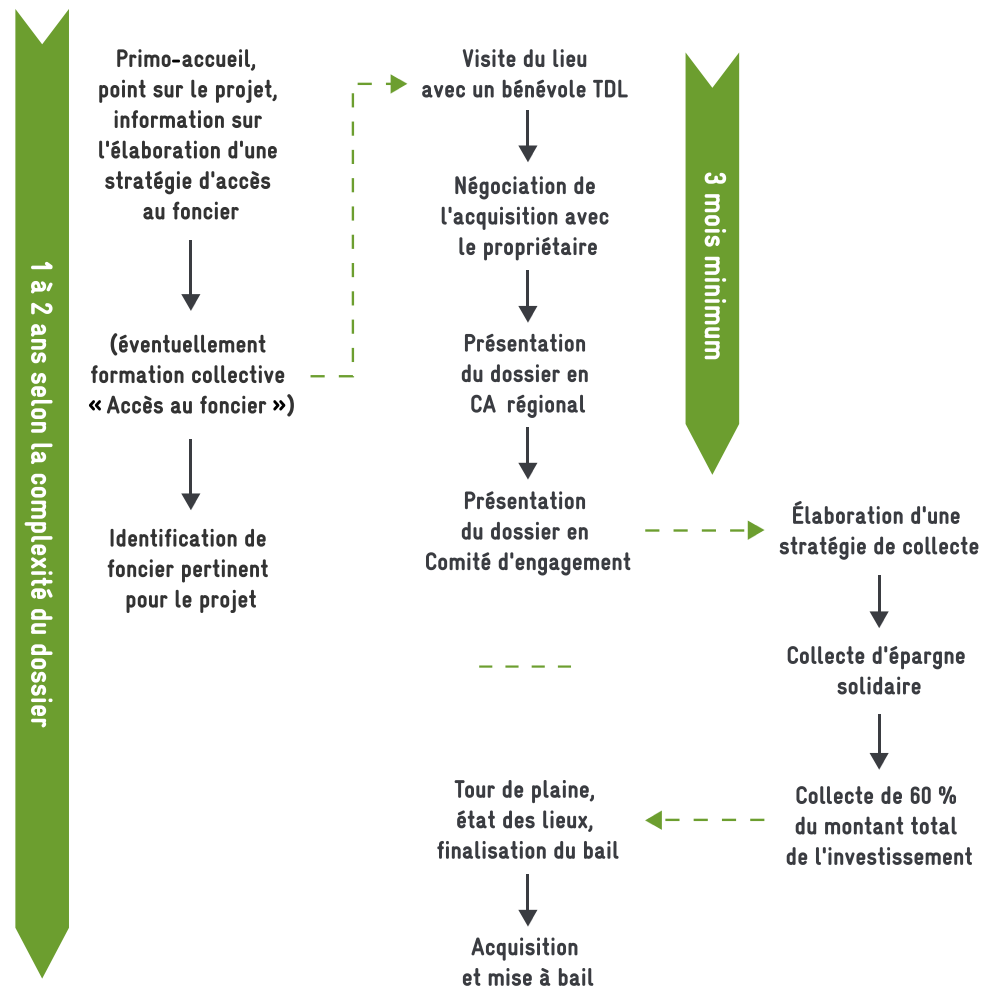 1 à 2 ans selon la complexité du dossier
Primo-accueil,
point sur le projet,
information sur
l'élaboration d'une
stratégie d'accès
au foncier
(éventuellement
formation collective
« Accès au foncier »)
Identification de
foncier pertinent
pour le projet
Visite du lieu
avec un bénévole TDL
Négociation de
l'acquisition avec
le propriétaire
Présentation
du dossier en
CA régional
Présentation
du dossier en
Comité d'engagement
3 mois minimum
Élaboration d'une
stratégie de collecte
Collecte d'épargne
solidaire
Collecte de 60 %
du montant total
de l'investissement
Tour de plaine,
état des lieux,
finalisation du bail
Acquisition
et mise à bail